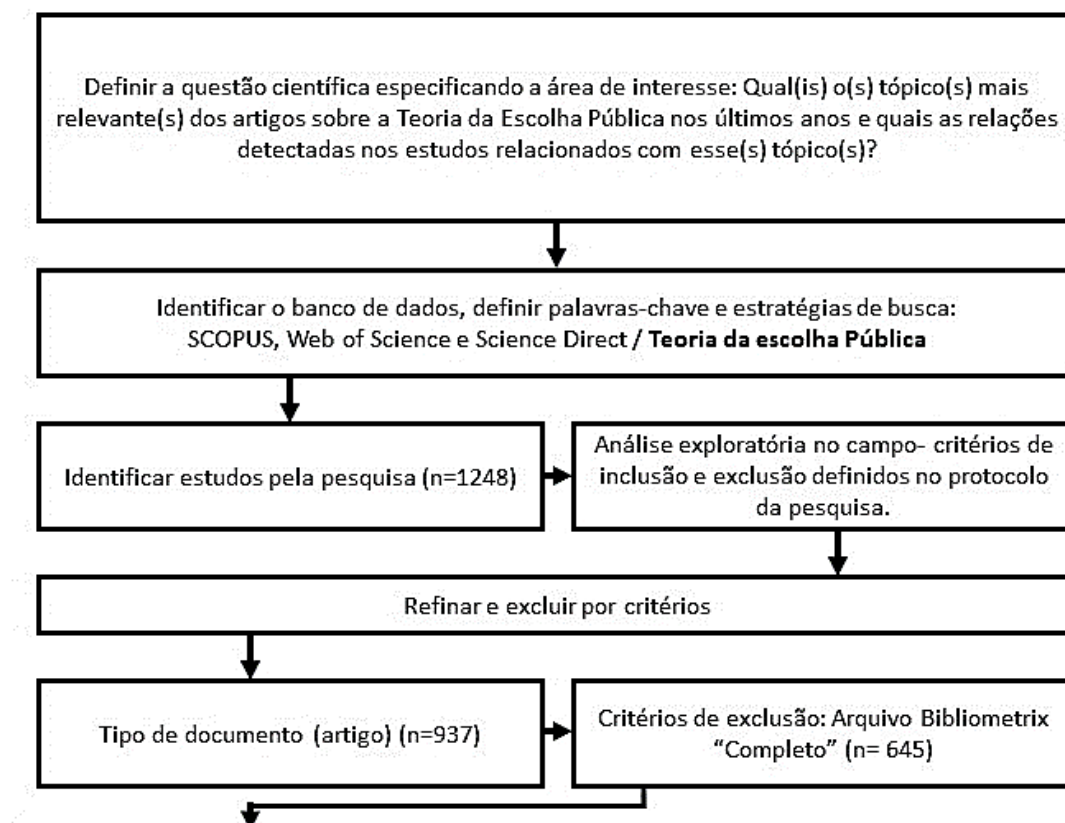 Definir a questão científica especificando a área de interesse: Qual(is) o(s) tópico(s) mais
relevante(s) dos artigos sobre a Teoria da Escolha Pública nos últimos anos e quais as relações
detectadas nos estudos relacionados com esse(s) tópico(s)?
Identificar o banco de dados, definir palavras-chave e estratégias de busca:
SCOPUS, Web of Science e Science Direct / Teoria da escolha Pública
Identificar estudos pela pesquisa (n=1248)
Análise exploratória no campo- critérios de
inclusão e exclusão definidos no protocolo
da pesquisa.
Refinar e excluir por critérios
Tipo de documento (artigo) (n=937)
Critérios de exclusão: Arquivo Bibliometrix
“Completo” (n= 645)